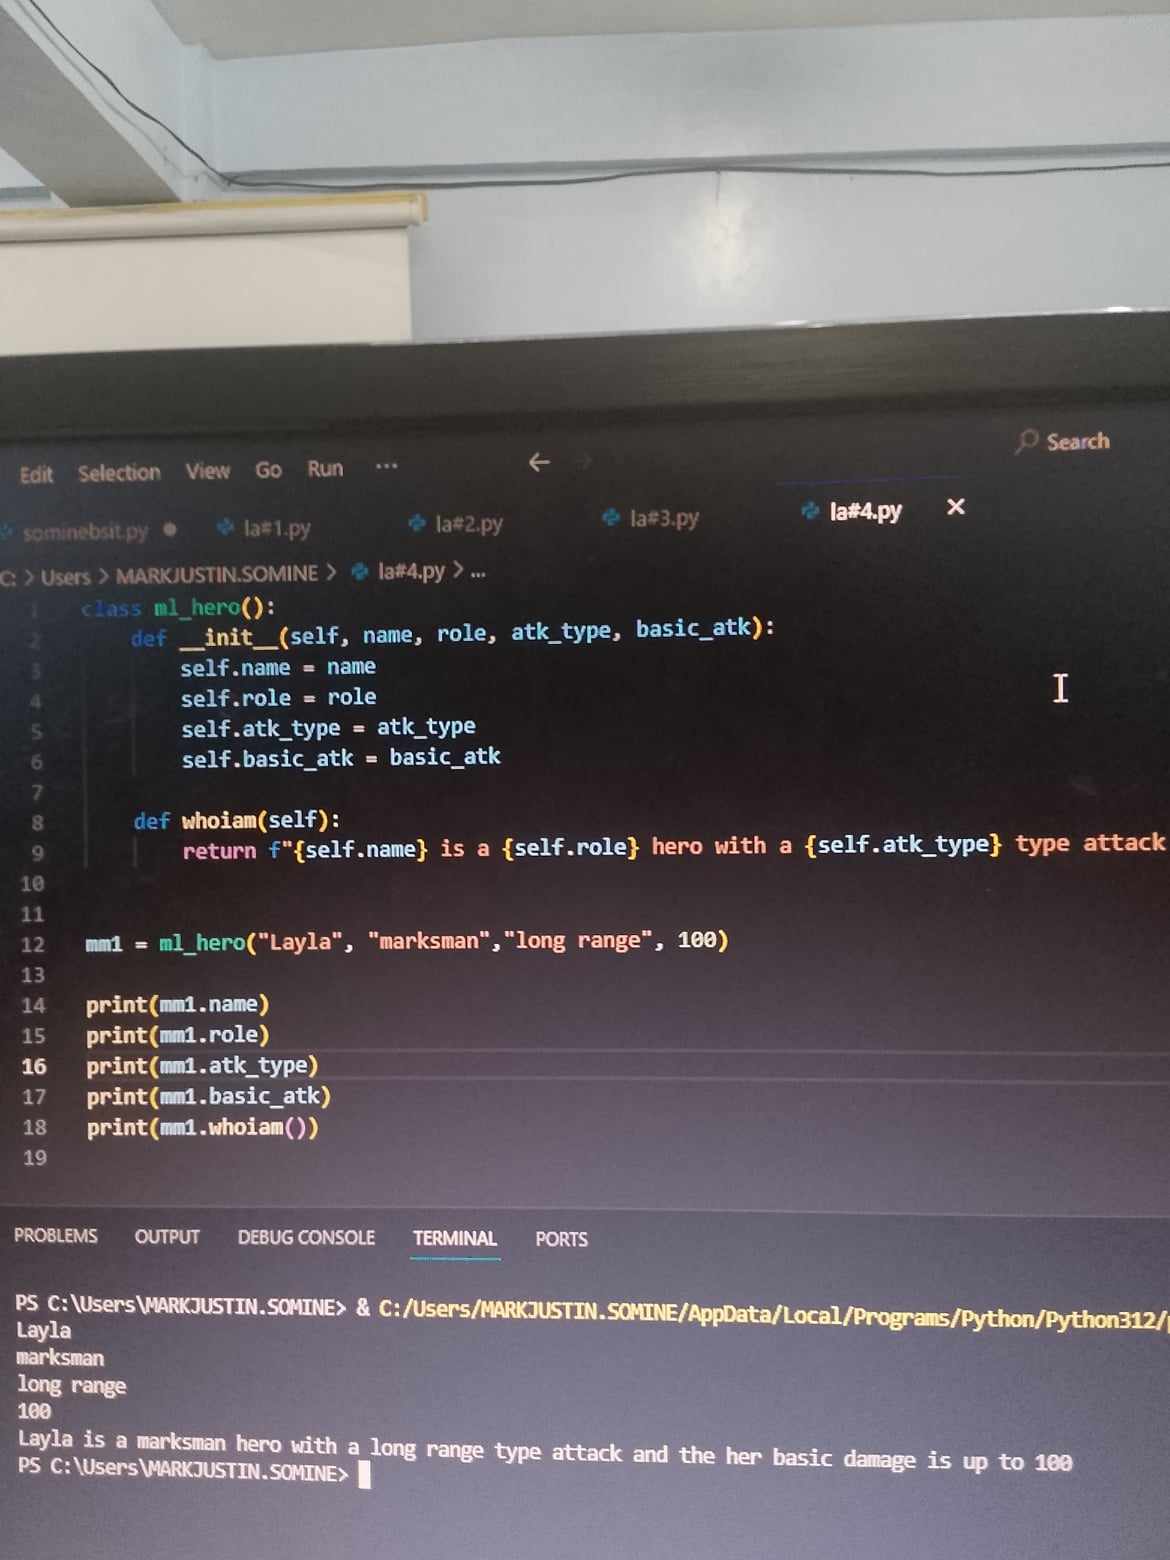 Edit Selection View Go Run ... Search
sominebsit.py la#1.py la#2.py la#3.py la#4.py
C: > Users > MARKJUSTIN.SOMINE > la#4.py > ...
1 class ml_hero():
2 def __init__(self, name, role, atk_type, basic_atk):
3 self.name = name
4 self.role = role
5 self.atk_type = atk_type
6 self.basic_atk = basic_atk
7
8 def whoiam(self):
9 return f"{self.name} is a {self.role} hero with a {self.atk_type} type attack
10
11
12 mm1 = ml_hero("Layla", "marksman","long range", 100)
13
14 print(mm1.name)
15 print(mm1.role)
16 print(mm1.atk_type)
17 print(mm1.basic_atk)
18 print(mm1.whoiam())
19
PROBLEMS OUTPUT DEBUG CONSOLE TERMINAL PORTS
PS C:\Users\MARKJUSTIN.SOMINE> & C:/Users/MARKJUSTIN.SOMINE/AppData/Local/Programs/Python/Python312/
Layla
marksman
long range
100
Layla is a marksman hero with a long range type attack and the her basic damage is up to 100
PS C:\Users\MARKJUSTIN.SOMINE>